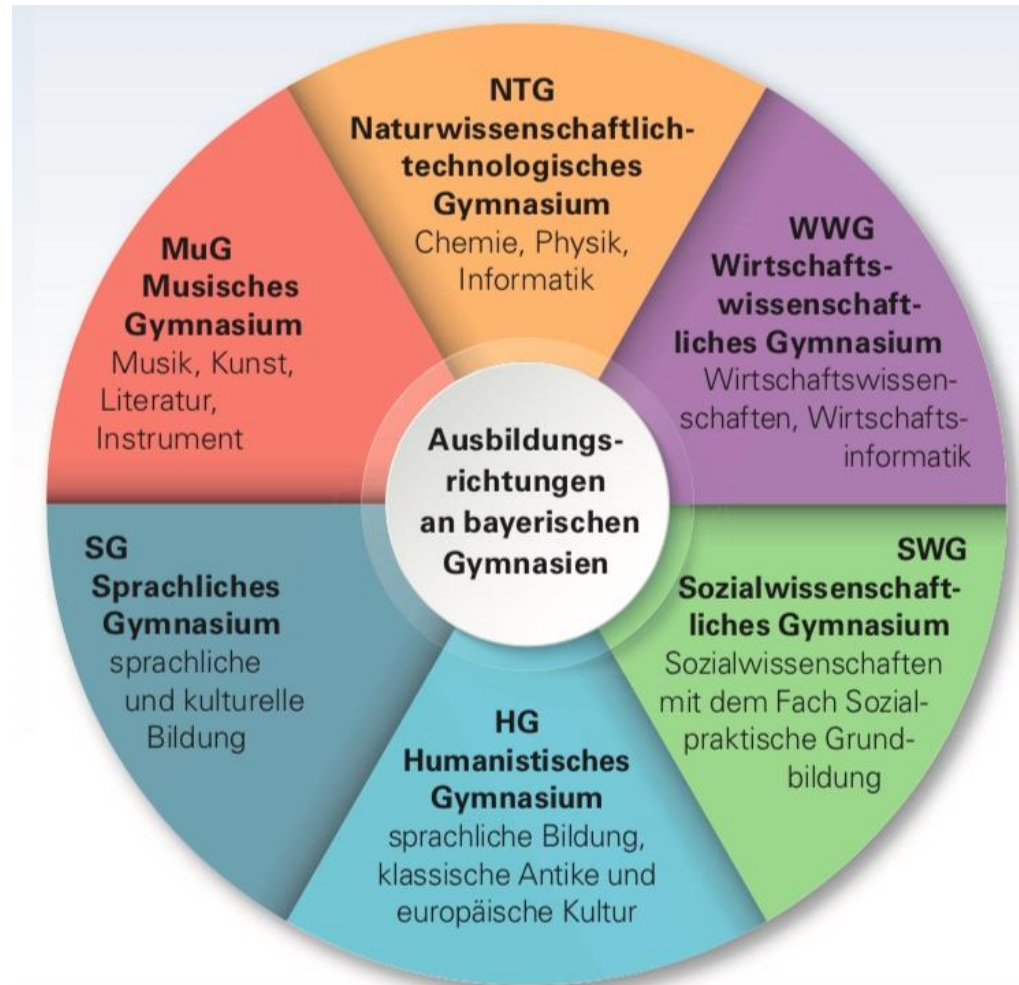 NTG
Naturwissenschaftlich-
technologisches
Gymnasium
Chemie, Physik,
Informatik
WWG
Wirtschafts-
wissenschaft-
liches Gymnasium
Wirtschaftswissen-
schaften, Wirtschafts-
informatik
SWG
Sozialwissenschaft-
liches Gymnasium
Sozialwissenschaften
mit dem Fach Sozial-
praktische Grund-
bildung
HG
Humanistisches
Gymnasium
sprachliche Bildung,
klassische Antike und
europäische Kultur
SG
Sprachliches
Gymnasium
sprachliche
und kulturelle
Bildung
MuG
Musisches
Gymnasium
Musik, Kunst,
Literatur,
Instrument
Ausbildungs-
richtungen
an bayerischen
Gymnasien